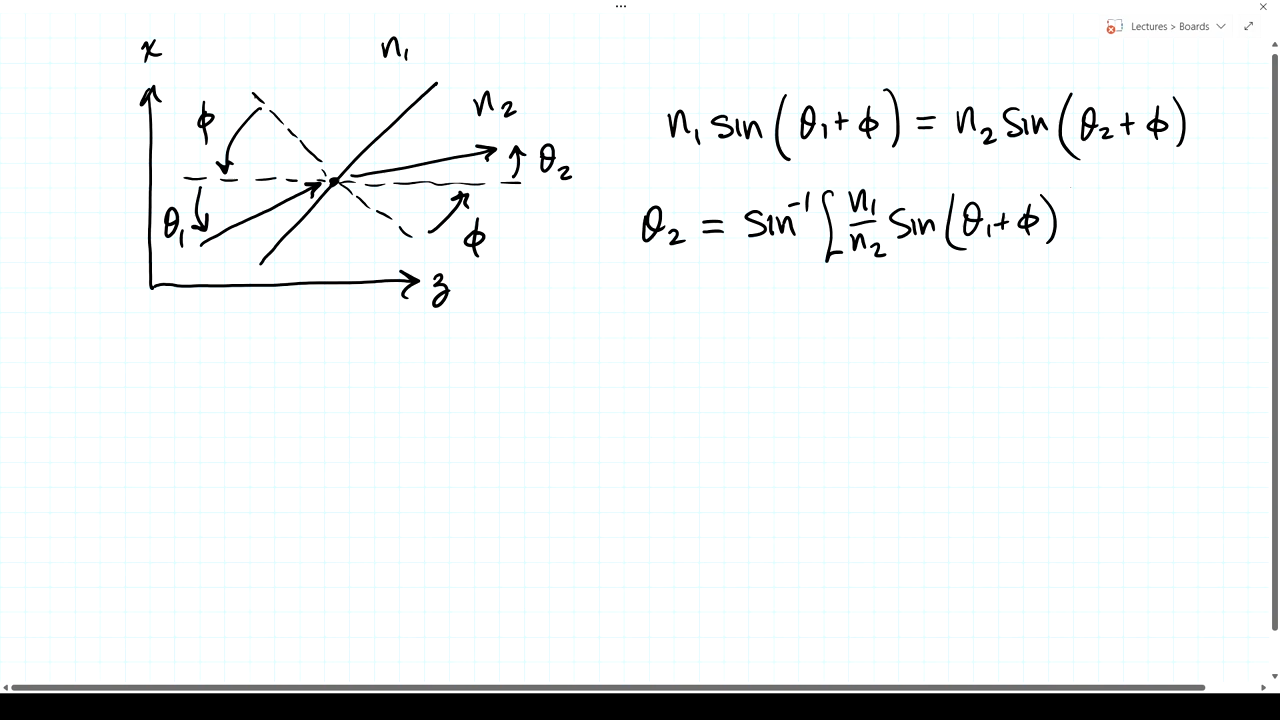 Lectures > Boards
x
n₁
n₂
ϕ
θ₂
θ₁
ϕ
z
n₁ sin(θ₁ + ϕ) = n₂ sin(θ₂ + ϕ)
θ₂ = sin⁻¹[n₁/n₂ sin(θ₁ + ϕ)